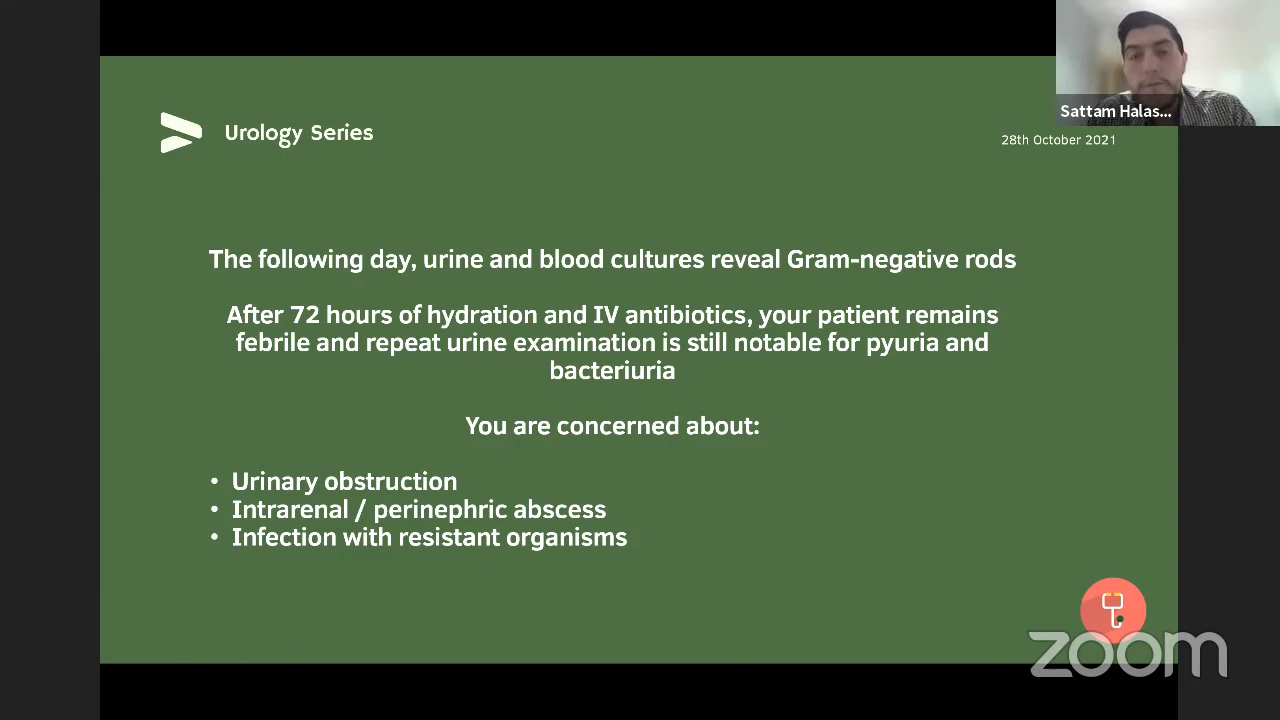 Sattam Halas...
Urology Series
28th October 2021
The following day, urine and blood cultures reveal Gram-negative rods
After 72 hours of hydration and IV antibiotics, your patient remains
febrile and repeat urine examination is still notable for pyuria and
bacteriuria
You are concerned about:
• Urinary obstruction
• Intrarenal / perinephric abscess
• Infection with resistant organisms
zoom